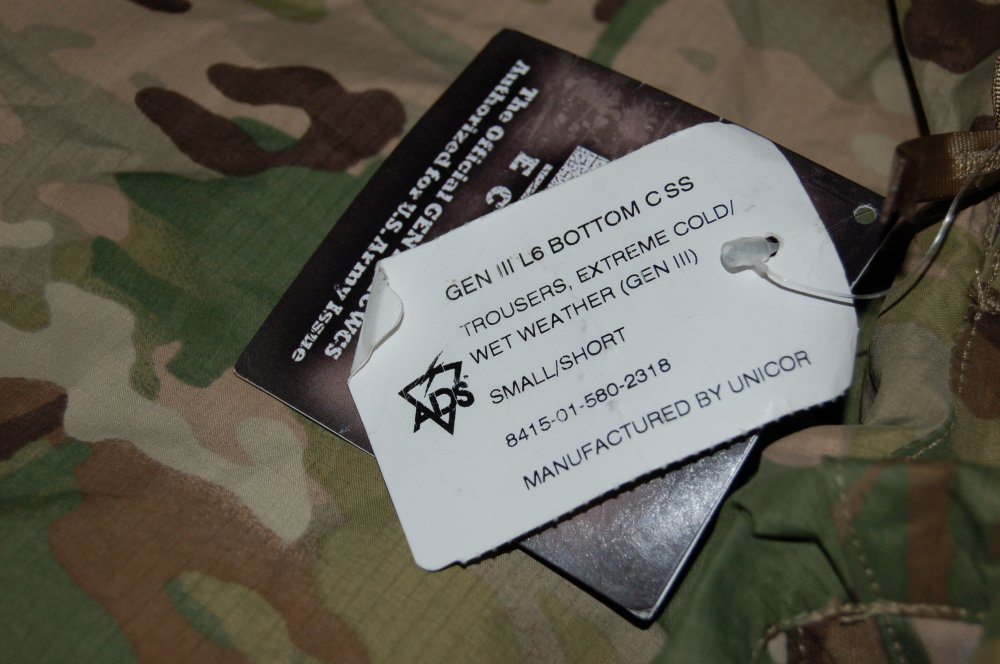 GEN III L6 BOTTOM C SS
TROUSERS, EXTREME COLD/
WET WEATHER (GEN III)
SMALL/SHORT
8415-01-580-2318
MANUFACTURED BY UNICOR
ADS
The Official GEN
Authorized for U.S. Army Issue